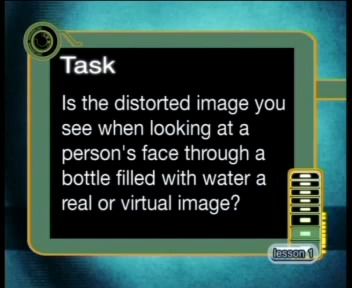 Task
Is the distorted image you
see when looking at a
person's face through a
bottle filled with water a
real or virtual image?
lesson 1